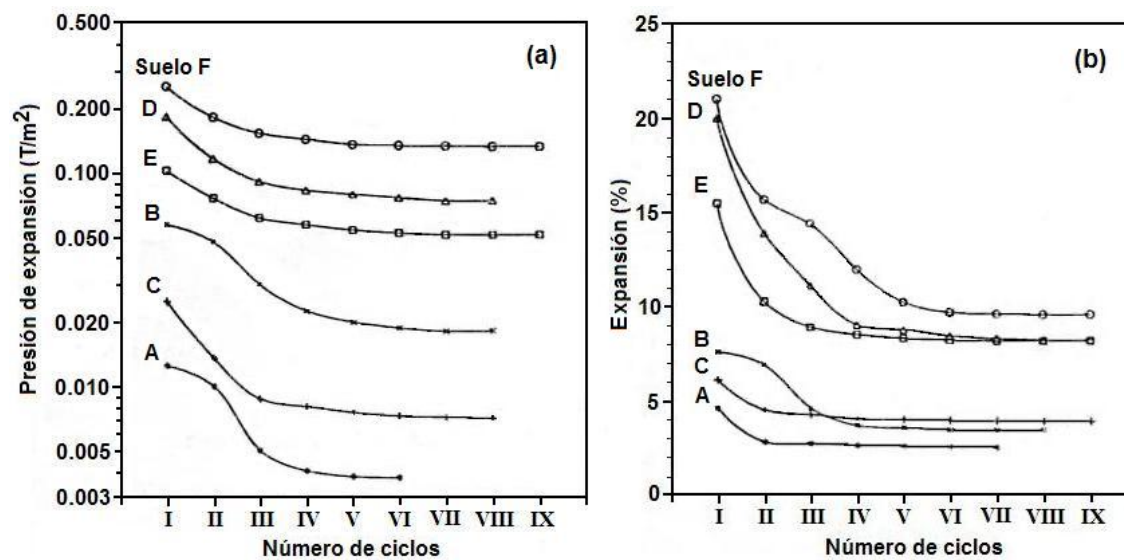 (a)
Presión de expansión (T/m²)
0.500
0.200
0.100
0.050
0.020
0.010
0.005
0.003
Suelo F
D
E
B
C
A
I II III IV V VI VII VIII IX
Número de ciclos
(b)
Expansión (%)
25
20
15
10
5
0
Suelo F
D
E
B
C
A
I II III IV V VI VII VIII IX
Número de ciclos